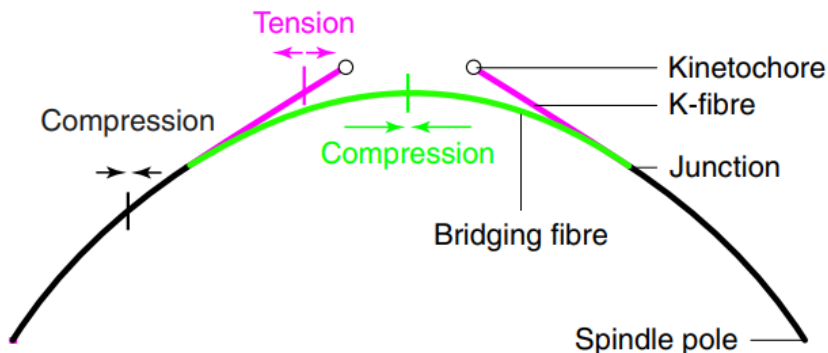 Tension
Kinetochore
K-fibre
Compression
Compression
Junction
Bridging fibre
Spindle pole